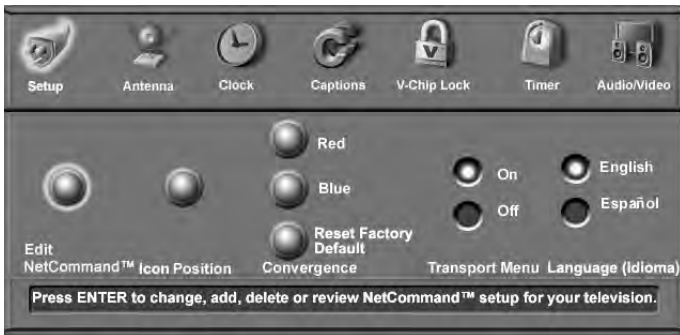 Setup
Antenna
Clock
Captions
V-Chip Lock
Timer
Audio/Video
V
Red
Blue
Reset Factory
Default
On
Off
English
Español
Edit
NetCommand™
Icon Position
Convergence
Transport Menu
Language (Idioma)
Press ENTER to change, add, delete or review NetCommand™ setup for your television.